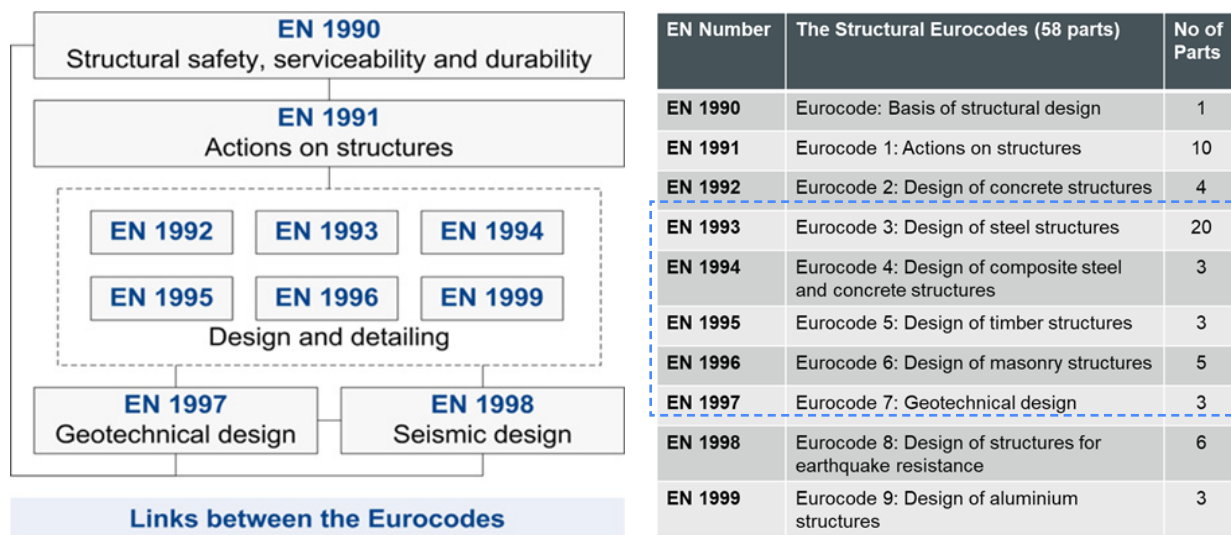 EN 1990
Structural safety, serviceability and durability
EN 1991
Actions on structures
EN 1992 EN 1993 EN 1994
EN 1995 EN 1996 EN 1999
Design and detailing
EN 1997 EN 1998
Geotechnical design Seismic design
Links between the Eurocodes
EN Number The Structural Eurocodes (58 parts) No of
Parts
EN 1990 Eurocode: Basis of structural design 1
EN 1991 Eurocode 1: Actions on structures 10
EN 1992 Eurocode 2: Design of concrete structures 4
EN 1993 Eurocode 3: Design of steel structures 20
EN 1994 Eurocode 4: Design of composite steel 3
and concrete structures
EN 1995 Eurocode 5: Design of timber structures 3
EN 1996 Eurocode 6: Design of masonry structures 5
EN 1997 Eurocode 7: Geotechnical design 3
EN 1998 Eurocode 8: Design of structures for 6
earthquake resistance
EN 1999 Eurocode 9: Design of aluminium 3
structures